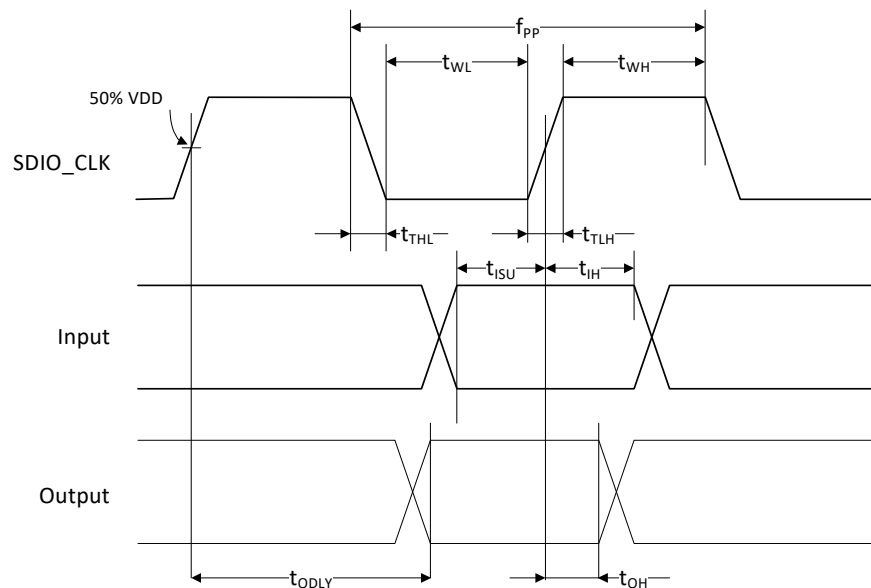 fPP
tWL
tWH
50% VDD
SDIO_CLK
tTHL
tTLH
tISU
tIH
Input
Output
tODLY
tOH